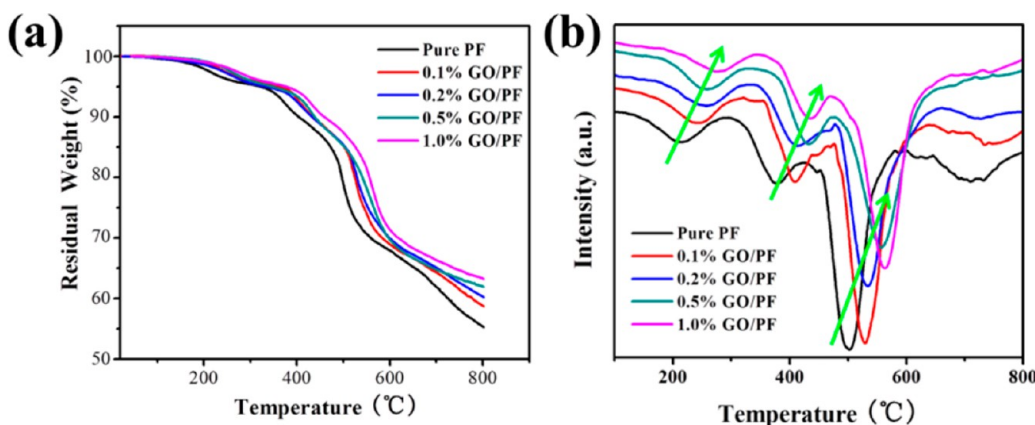 (a)
Residual Weight (%)
100
90
80
70
60
50
200
400
600
800
Temperature (℃)
Pure PF
0.1% GO/PF
0.2% GO/PF
0.5% GO/PF
1.0% GO/PF
(b)
Intensity (a.u.)
Pure PF
0.1% GO/PF
0.2% GO/PF
0.5% GO/PF
1.0% GO/PF
200
400
600
800
Temperature (℃)